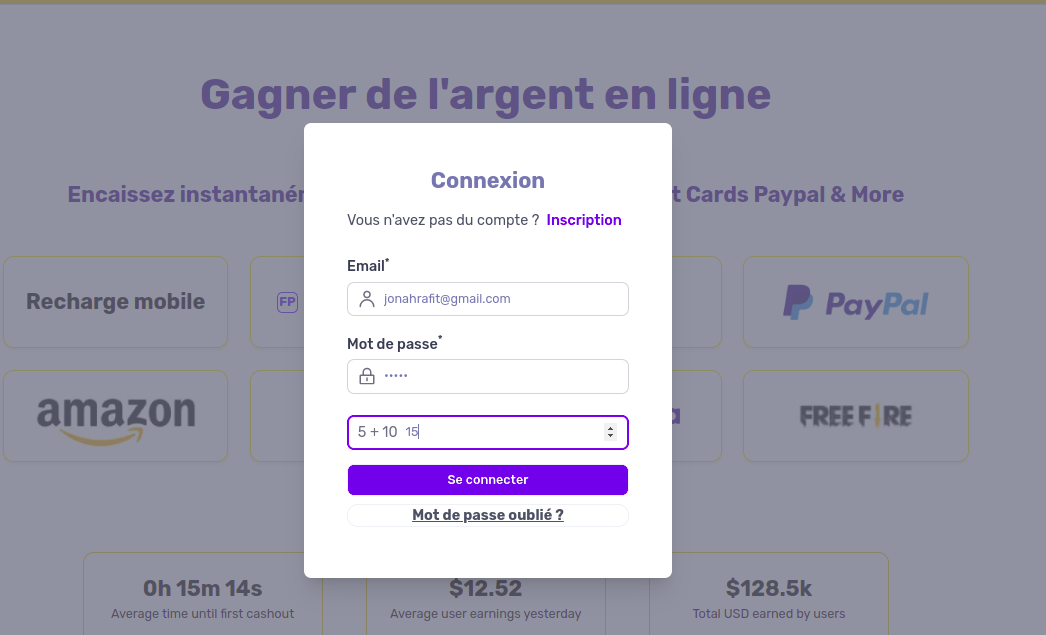 Gagner de l'argent en ligne
Encaissez instantané
t Cards Paypal & More
Connexion
Vous n'avez pas du compte ? Inscription
Email*
jonahrafit@gmail.com
Mot de passe*
•••••
5 + 10 15
Se connecter
Mot de passe oublié ?
Recharge mobile
FP
PayPal
amazon
a
FREE FIRE
0h 15m 14s
Average time until first cashout
$12.52
Average user earnings yesterday
$128.5k
Total USD earned by users